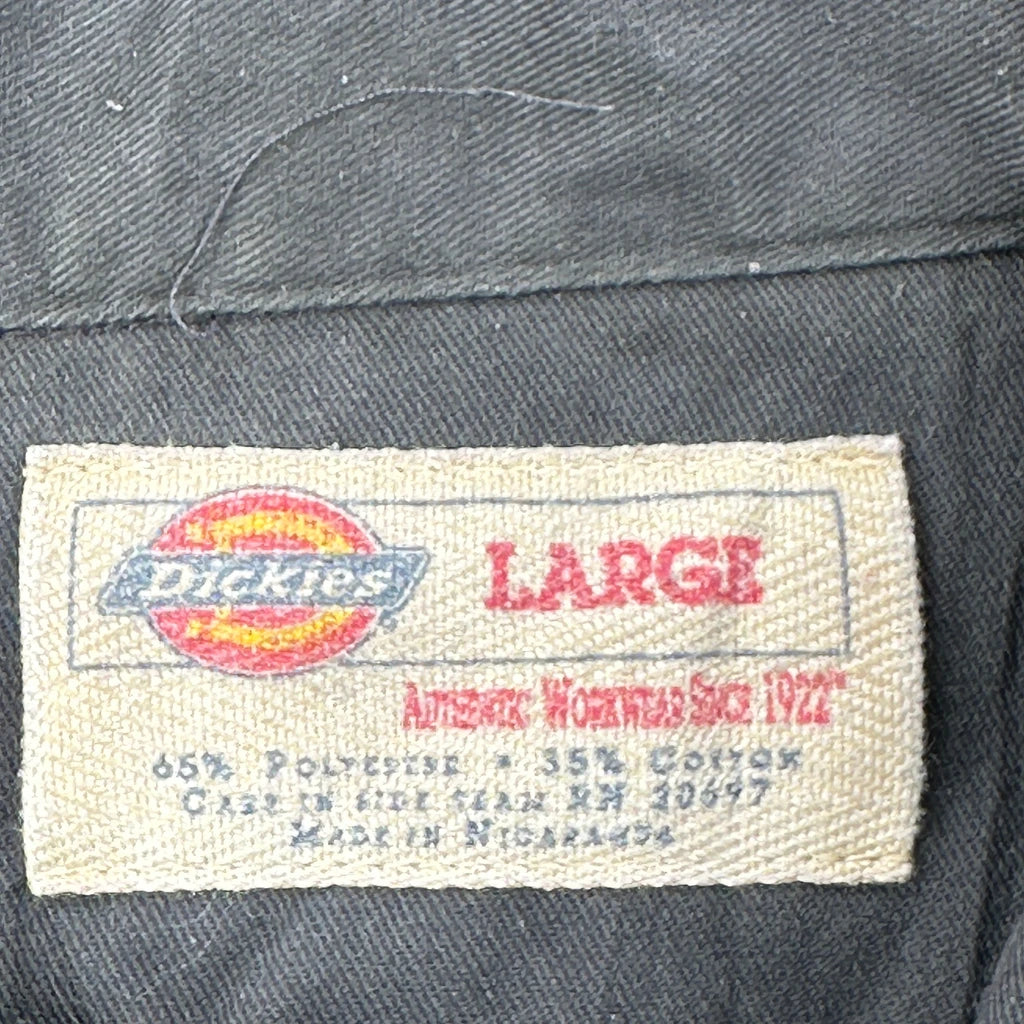 Dickies
LARGE
Authentic Workwear Since 1922
65% Polyester • 35% Cotton
Care in side seam RN 20697
Made in Nicaragua